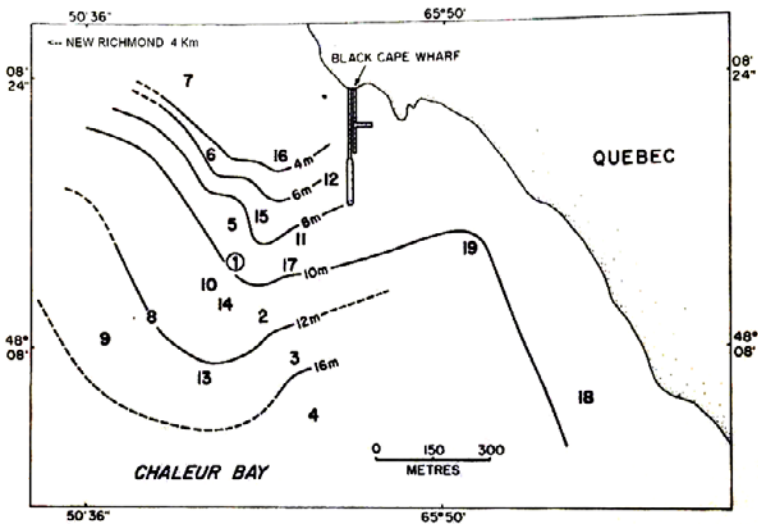 50'36" 65°50'
<-- NEW RICHMOND 4 Km
BLACK CAPE WHARF
08'
24"
08'
24"
7
QUEBEC
6
16
4m
12
6m
5
15
8m
11
①
17
10m
19
10
14
8
2
12m
9
48°
08'
48°
08'
13
3
16m
4
18
0 150 300
METRES
CHALEUR BAY
50'36" 65°50'